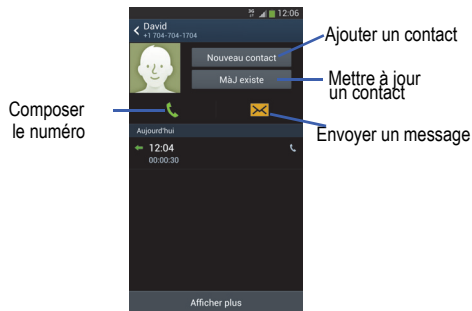 3G 12:06
David
+1 704-704-1704
Nouveau contact
MàJ existe
Aujourd'hui
12:04
00:00:30
Afficher plus
Ajouter un contact
Mettre à jour
un contact
Composer
le numéro
Envoyer un message